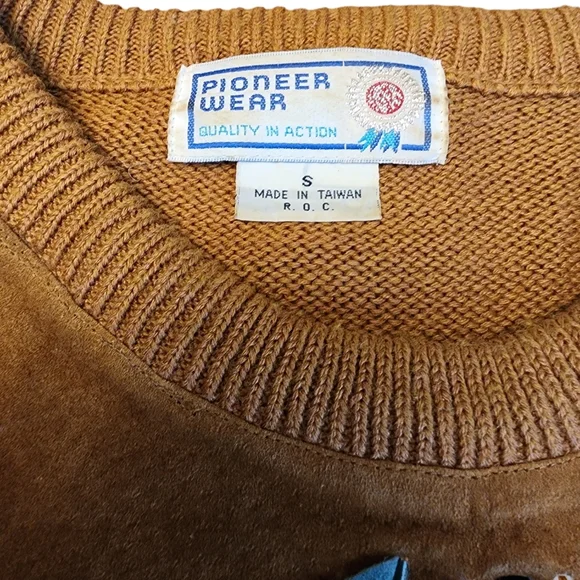 PIONEER
WEAR
QUALITY IN ACTION
S
MADE IN TAIWAN
R. O. C.